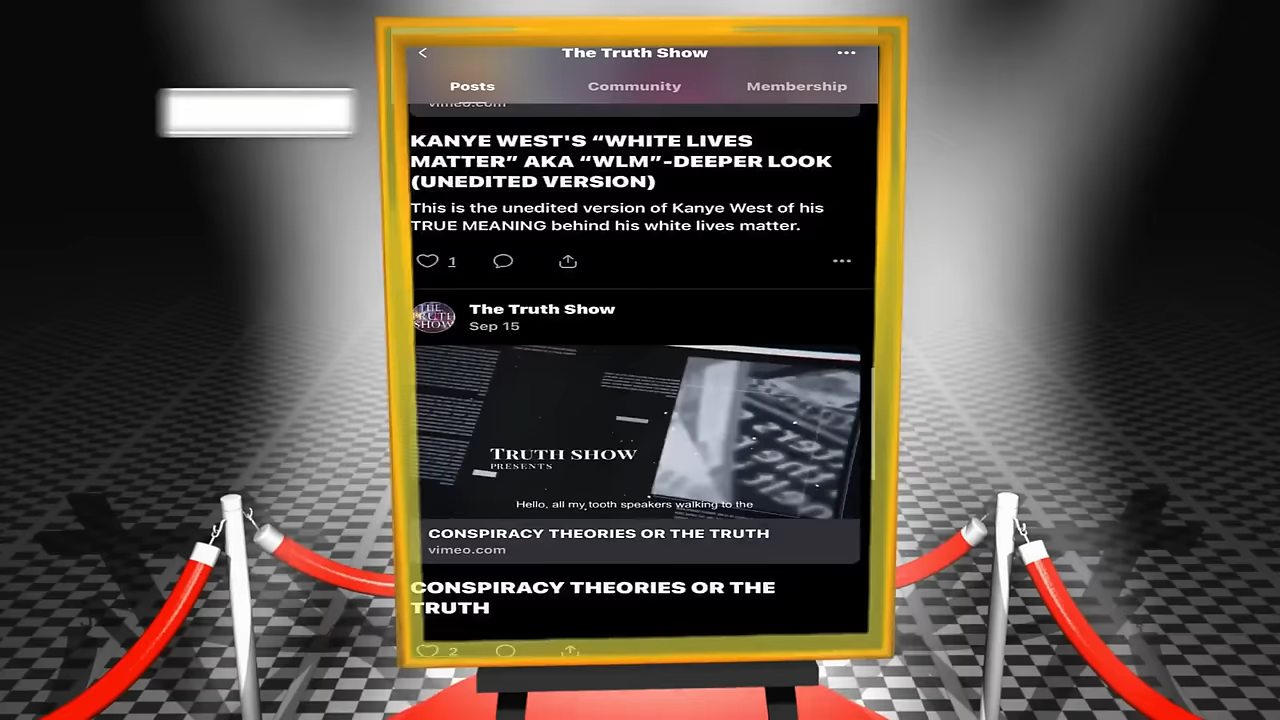 The Truth Show
Posts Community Membership
vimeo.com
KANYE WEST'S “WHITE LIVES
MATTER” AKA “WLM”-DEEPER LOOK
(UNEDITED VERSION)
This is the unedited version of Kanye West of his
TRUE MEANING behind his white lives matter.
1
The Truth Show
Sep 15
THE
TRUTH
SHOW
TRUTH SHOW
PRESENTS
Hello, all my tooth speakers walking to the
CONSPIRACY THEORIES OR THE TRUTH
vimeo.com
CONSPIRACY THEORIES OR THE
TRUTH
2